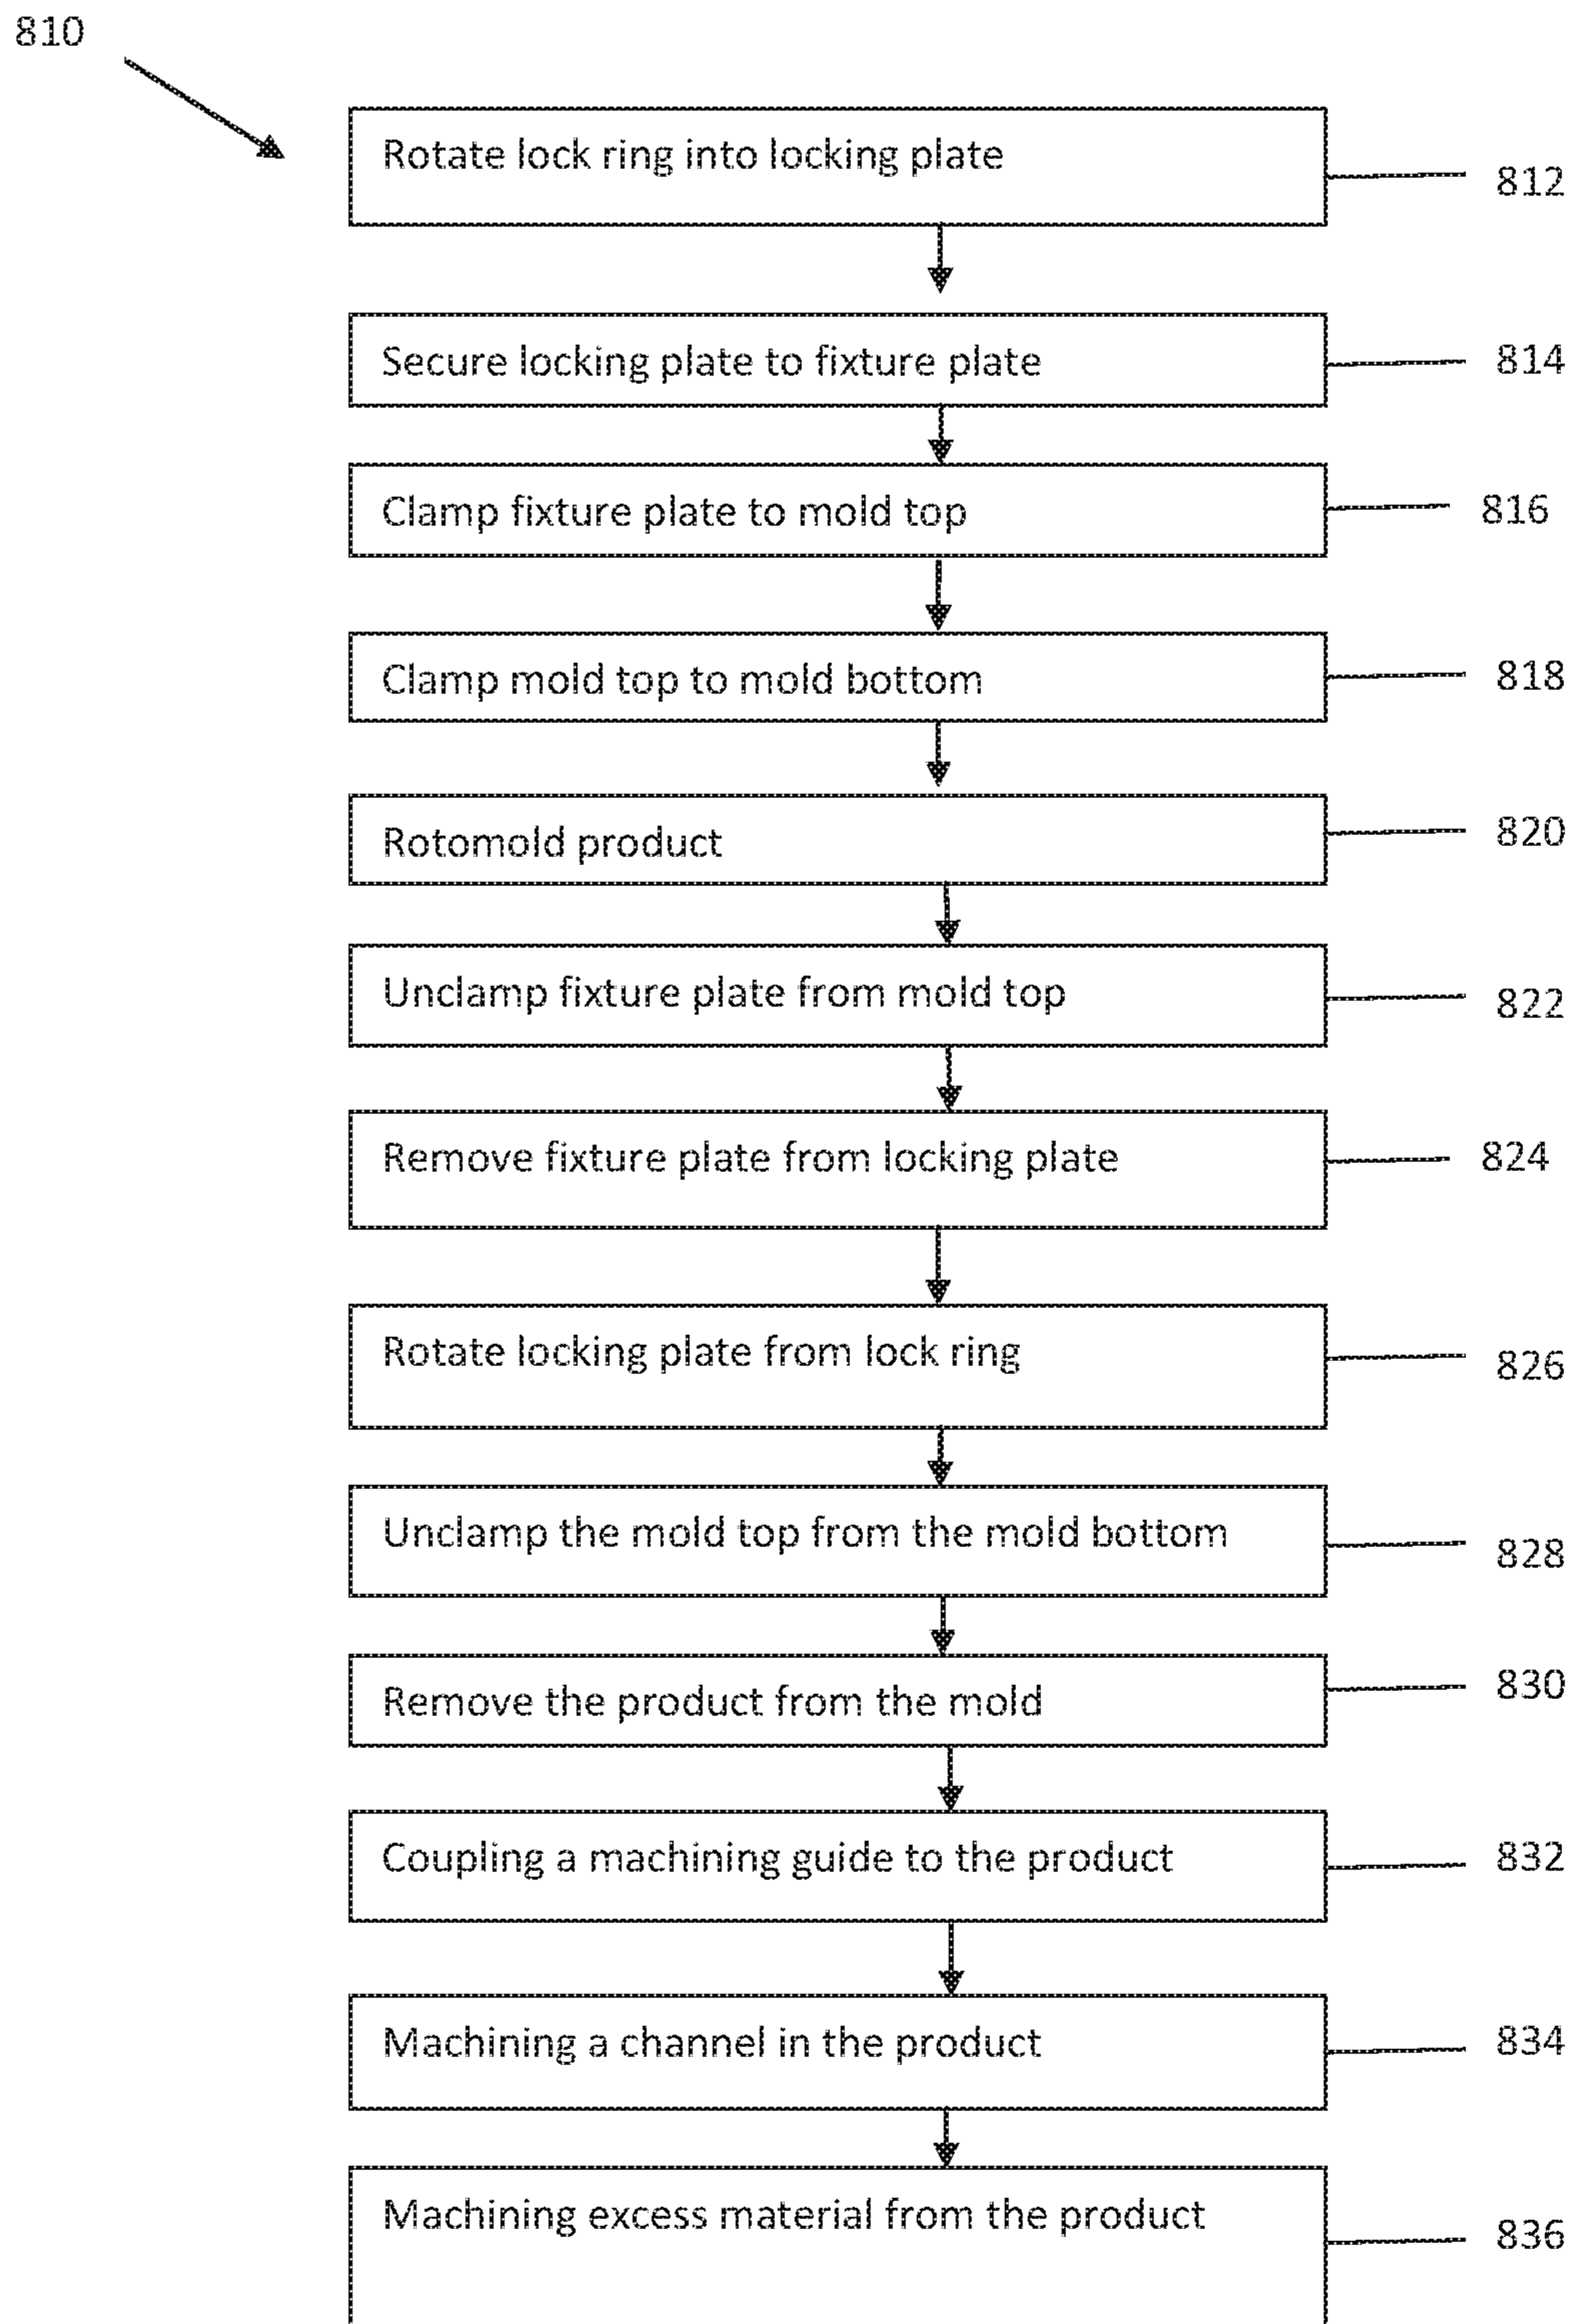 810
Rotate lock ring into locking plate
812
Secure locking plate to fixture plate
814
Clamp fixture plate to mold top
816
Clamp mold top to mold bottom
818
Rotomold product
820
Unclamp fixture plate from mold top
822
Remove fixture plate from locking plate
824
Rotate locking plate from lock ring
826
Unclamp the mold top from the mold bottom
828
Remove the product from the mold
830
Coupling a machining guide to the product
832
Machining a channel in the product
834
Machining excess material from the product
836